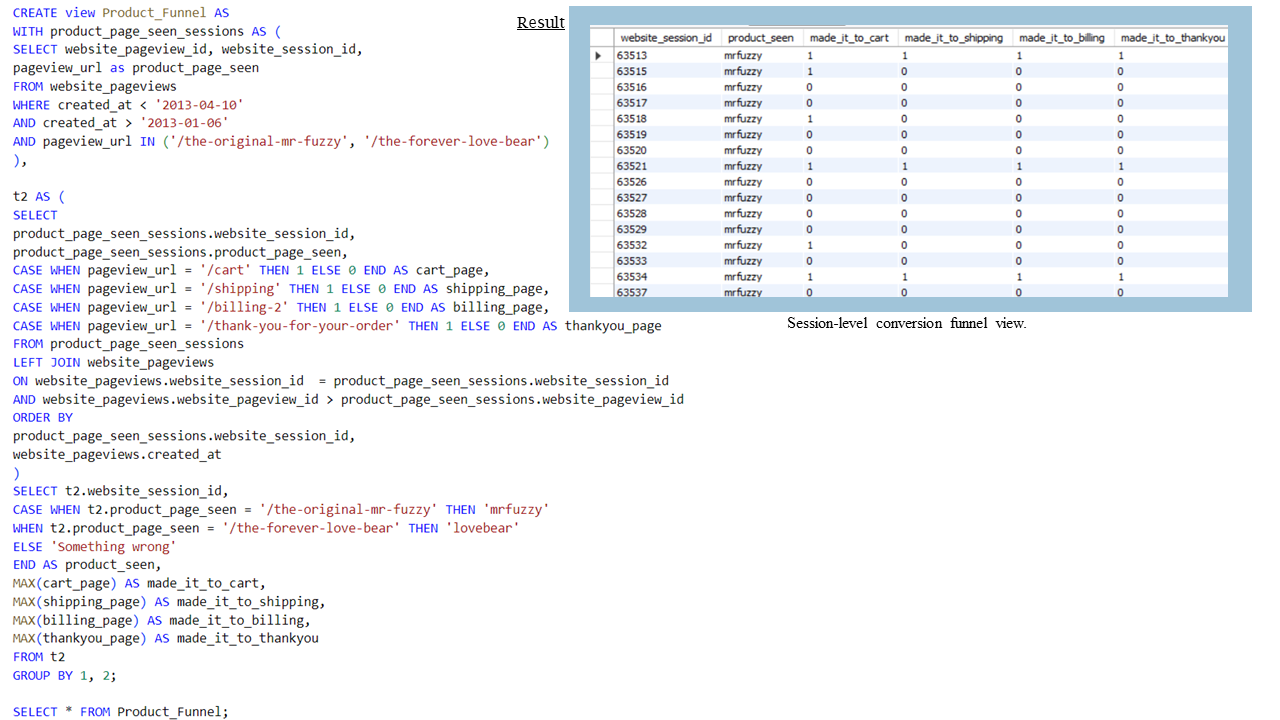 CREATE view Product_Funnel AS
WITH product_page_seen_sessions AS (
SELECT website_pageview_id, website_session_id,
pageview_url as product_page_seen
FROM website_pageviews
WHERE created_at < '2013-04-10'
AND created_at > '2013-01-06'
AND pageview_url IN ('/the-original-mr-fuzzy', '/the-forever-love-bear')
),
t2 AS (
SELECT
product_page_seen_sessions.website_session_id,
product_page_seen_sessions.product_page_seen,
CASE WHEN pageview_url = '/cart' THEN 1 ELSE 0 END AS cart_page,
CASE WHEN pageview_url = '/shipping' THEN 1 ELSE 0 END AS shipping_page,
CASE WHEN pageview_url = '/billing-2' THEN 1 ELSE 0 END AS billing_page,
CASE WHEN pageview_url = '/thank-you-for-your-order' THEN 1 ELSE 0 END AS thankyou_page
FROM product_page_seen_sessions
LEFT JOIN website_pageviews
ON website_pageviews.website_session_id  = product_page_seen_sessions.website_session_id
AND website_pageviews.website_pageview_id > product_page_seen_sessions.website_pageview_id
ORDER BY
product_page_seen_sessions.website_session_id,
website_pageviews.created_at
)
SELECT t2.website_session_id,
CASE WHEN t2.product_page_seen = '/the-original-mr-fuzzy' THEN 'mrfuzzy'
WHEN t2.product_page_seen = '/the-forever-love-bear' THEN 'lovebear'
ELSE 'Something wrong'
END AS product_seen,
MAX(cart_page) AS made_it_to_cart,
MAX(shipping_page) AS made_it_to_shipping,
MAX(billing_page) AS made_it_to_billing,
MAX(thankyou_page) AS made_it_to_thankyou
FROM t2
GROUP BY 1, 2;
SELECT * FROM Product_Funnel;
Result
website_session_id product_seen made_it_to_cart made_it_to_shipping made_it_to_billing made_it_to_thankyou
63513 mrfuzzy 1 1 1 1
63515 mrfuzzy 1 0 0 0
63516 mrfuzzy 0 0 0 0
63517 mrfuzzy 0 0 0 0
63518 mrfuzzy 1 0 0 0
63519 mrfuzzy 0 0 0 0
63520 mrfuzzy 0 0 0 0
63521 mrfuzzy 1 1 1 1
63526 mrfuzzy 0 0 0 0
63527 mrfuzzy 0 0 0 0
63528 mrfuzzy 0 0 0 0
63529 mrfuzzy 0 0 0 0
63532 mrfuzzy 1 0 0 0
63533 mrfuzzy 0 0 0 0
63534 mrfuzzy 1 1 1 1
63537 mrfuzzy 0 0 0 0
Session-level conversion funnel view.